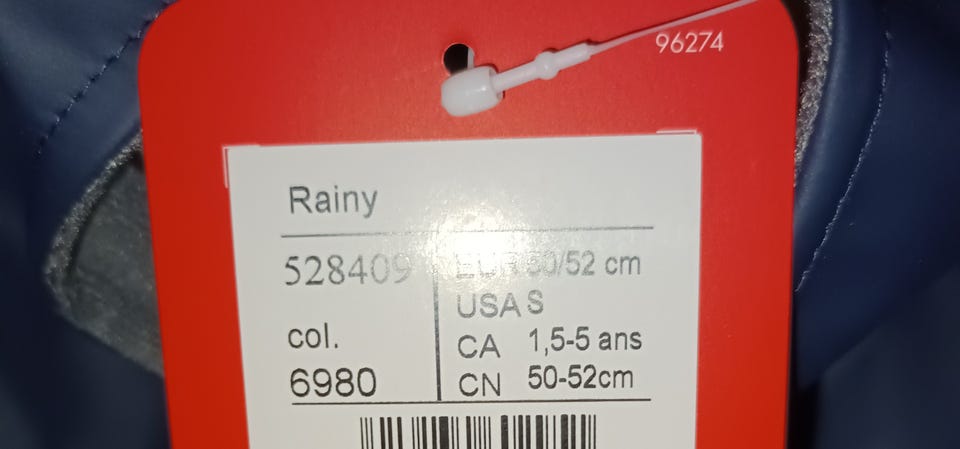 96274
Rainy
528409
EUR 50/52 cm
USA S
col.
CA 1,5-5 ans
6980
CN 50-52cm